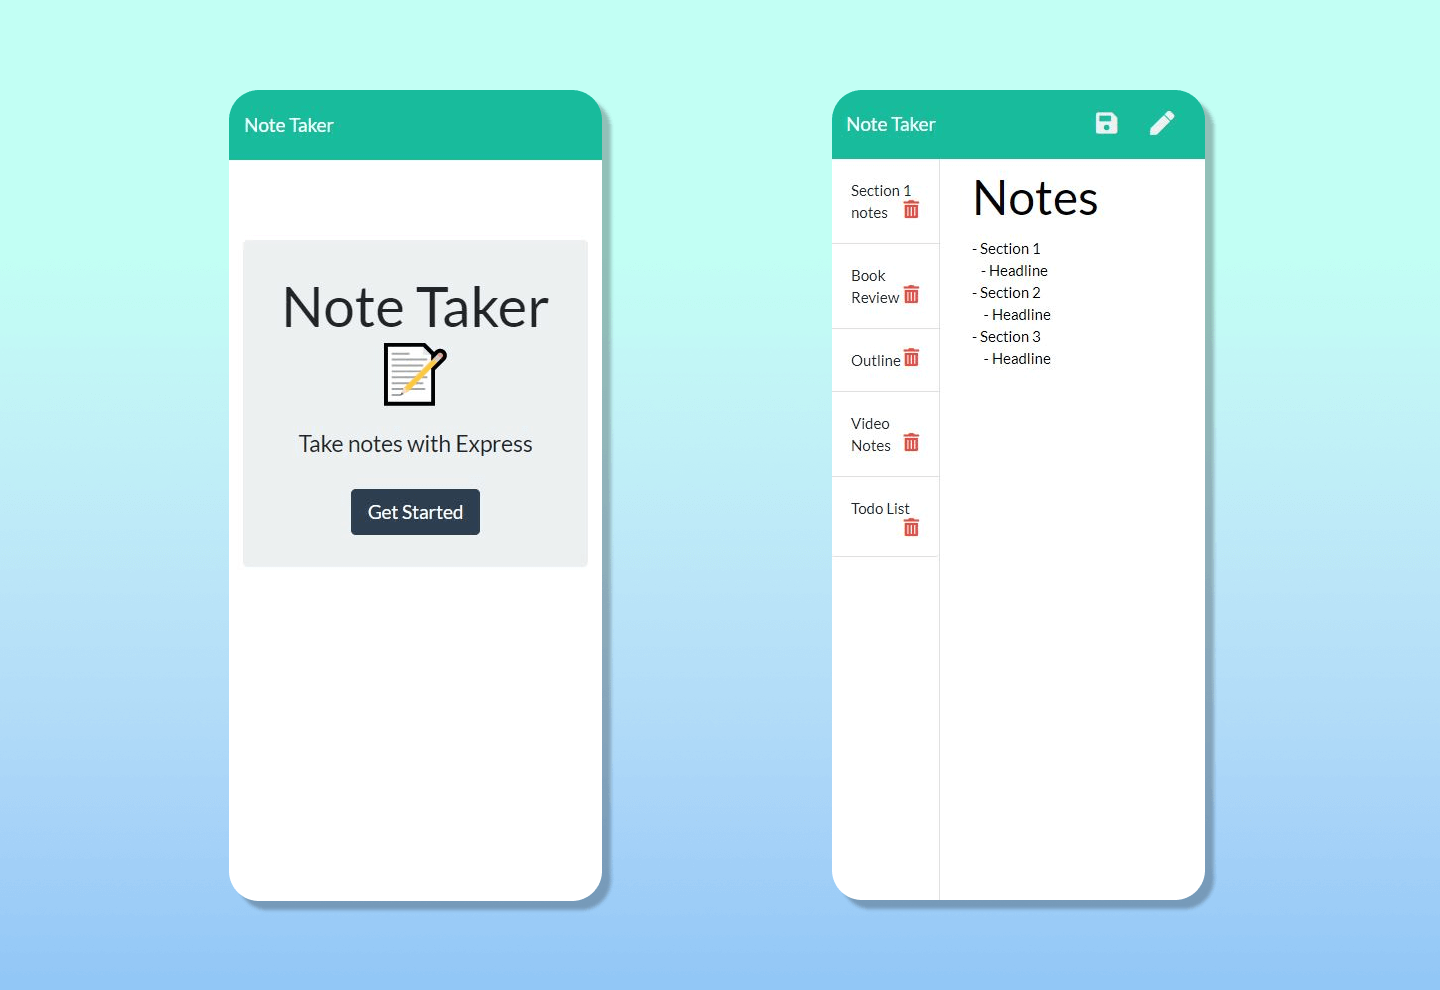 Note Taker
Note Taker
Take notes with Express
Get Started
Note Taker
Section 1
notes
Book
Review
Outline
Video
Notes
Todo List
Notes
- Section 1
- Headline
- Section 2
- Headline
- Section 3
- Headline